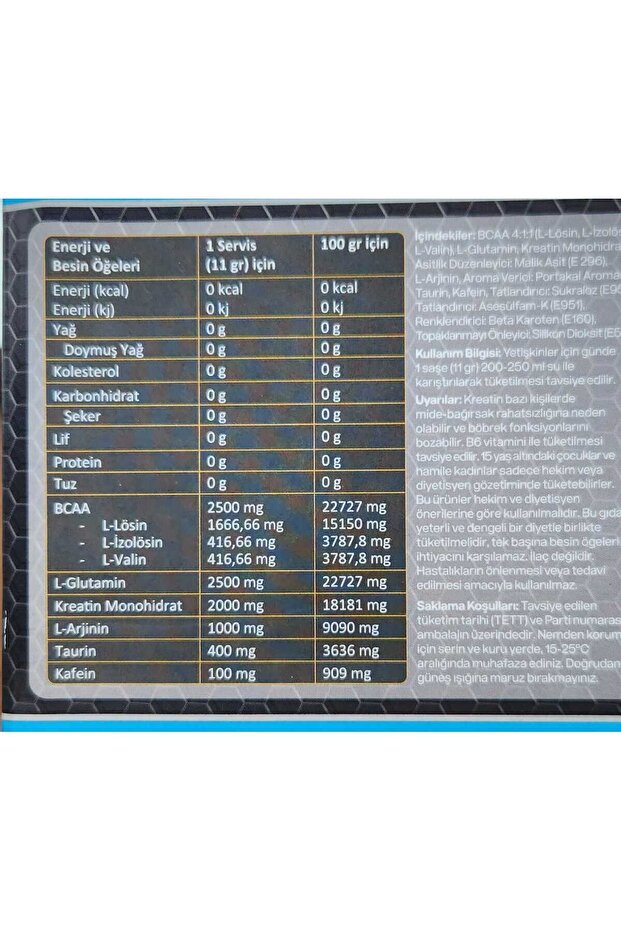 Enerji ve Besin Öğeleri 1 Servis (11 gr) için 100 gr için
Enerji (kcal) 0 kcal 0 kcal
Enerji (kj) 0 kj 0 kj
Yağ 0 g 0 g
Doymuş Yağ 0 g 0 g
Kolesterol 0 g 0 g
Karbonhidrat 0 g 0 g
Şeker 0 g 0 g
Lif 0 g 0 g
Protein 0 g 0 g
Tuz 0 g 0 g
BCAA 2500 mg 22727 mg
- L-Lösin 1666,66 mg 15150 mg
- L-İzolösin 416,66 mg 3787,8 mg
- L-Valin 416,66 mg 3787,8 mg
L-Glutamin 2500 mg 22727 mg
Kreatin Monohidrat 2000 mg 18181 mg
L-Arjinin 1000 mg 9090 mg
Taurin 400 mg 3636 mg
Kafein 100 mg 909 mg
İçindekiler: BCAA 4:1:1 (L-Lösin, L-İzolös
L-Valin), L-Glutamin, Kreatin Monohidra
Asitlik Düzenleyici: Malik Asit (E 296),
L-Arjinin, Aroma Verici: Portakal Aroma
Taurin, Kafein, Tatlandırıcı: Sukraloz (E95
Tatlandırıcı: Asesülfam-K (E951),
Renklendirici: Beta Karoten (E160),
Topaklanmayı Önleyici: Silikon Dioksit (E5
Kullanım Bilgisi: Yetişkinler için günde
1 saşe (11 gr) 200-250 ml su ile
karıştırılarak tüketilmesi tavsiye edilir.
Uyarılar: Kreatin bazı kişilerde
mide-bağırsak rahatsızlığına neden
olabilir ve böbrek fonksiyonlarını
bozabilir. B6 vitamini ile tüketilmesi
tavsiye edilir. 15 yaş altındaki çocuklar ve
hamile kadınlar sadece hekim veya
diyetisyen gözetiminde tüketebilirler.
Bu ürünler hekim ve diyetisyen
önerilerine göre kullanılmalıdır. Bu gıda
yeterli ve dengeli bir diyetle birlikte
tüketilmelidir, tek başına besin ögeleri
ihtiyacını karşılamaz. İlaç değildir.
Hastalıkların önlenmesi veya tedavi
edilmesi amacıyla kullanılmaz.
Saklama Koşulları: Tavsiye edilen
tüketim tarihi (TETT) ve Parti numaras
ambalajın üzerindedir. Nemden korum
için serin ve kuru yerde, 15-25°C
aralığında muhafaza ediniz. Doğrudan
güneş ışığına maruz bırakmayınız.